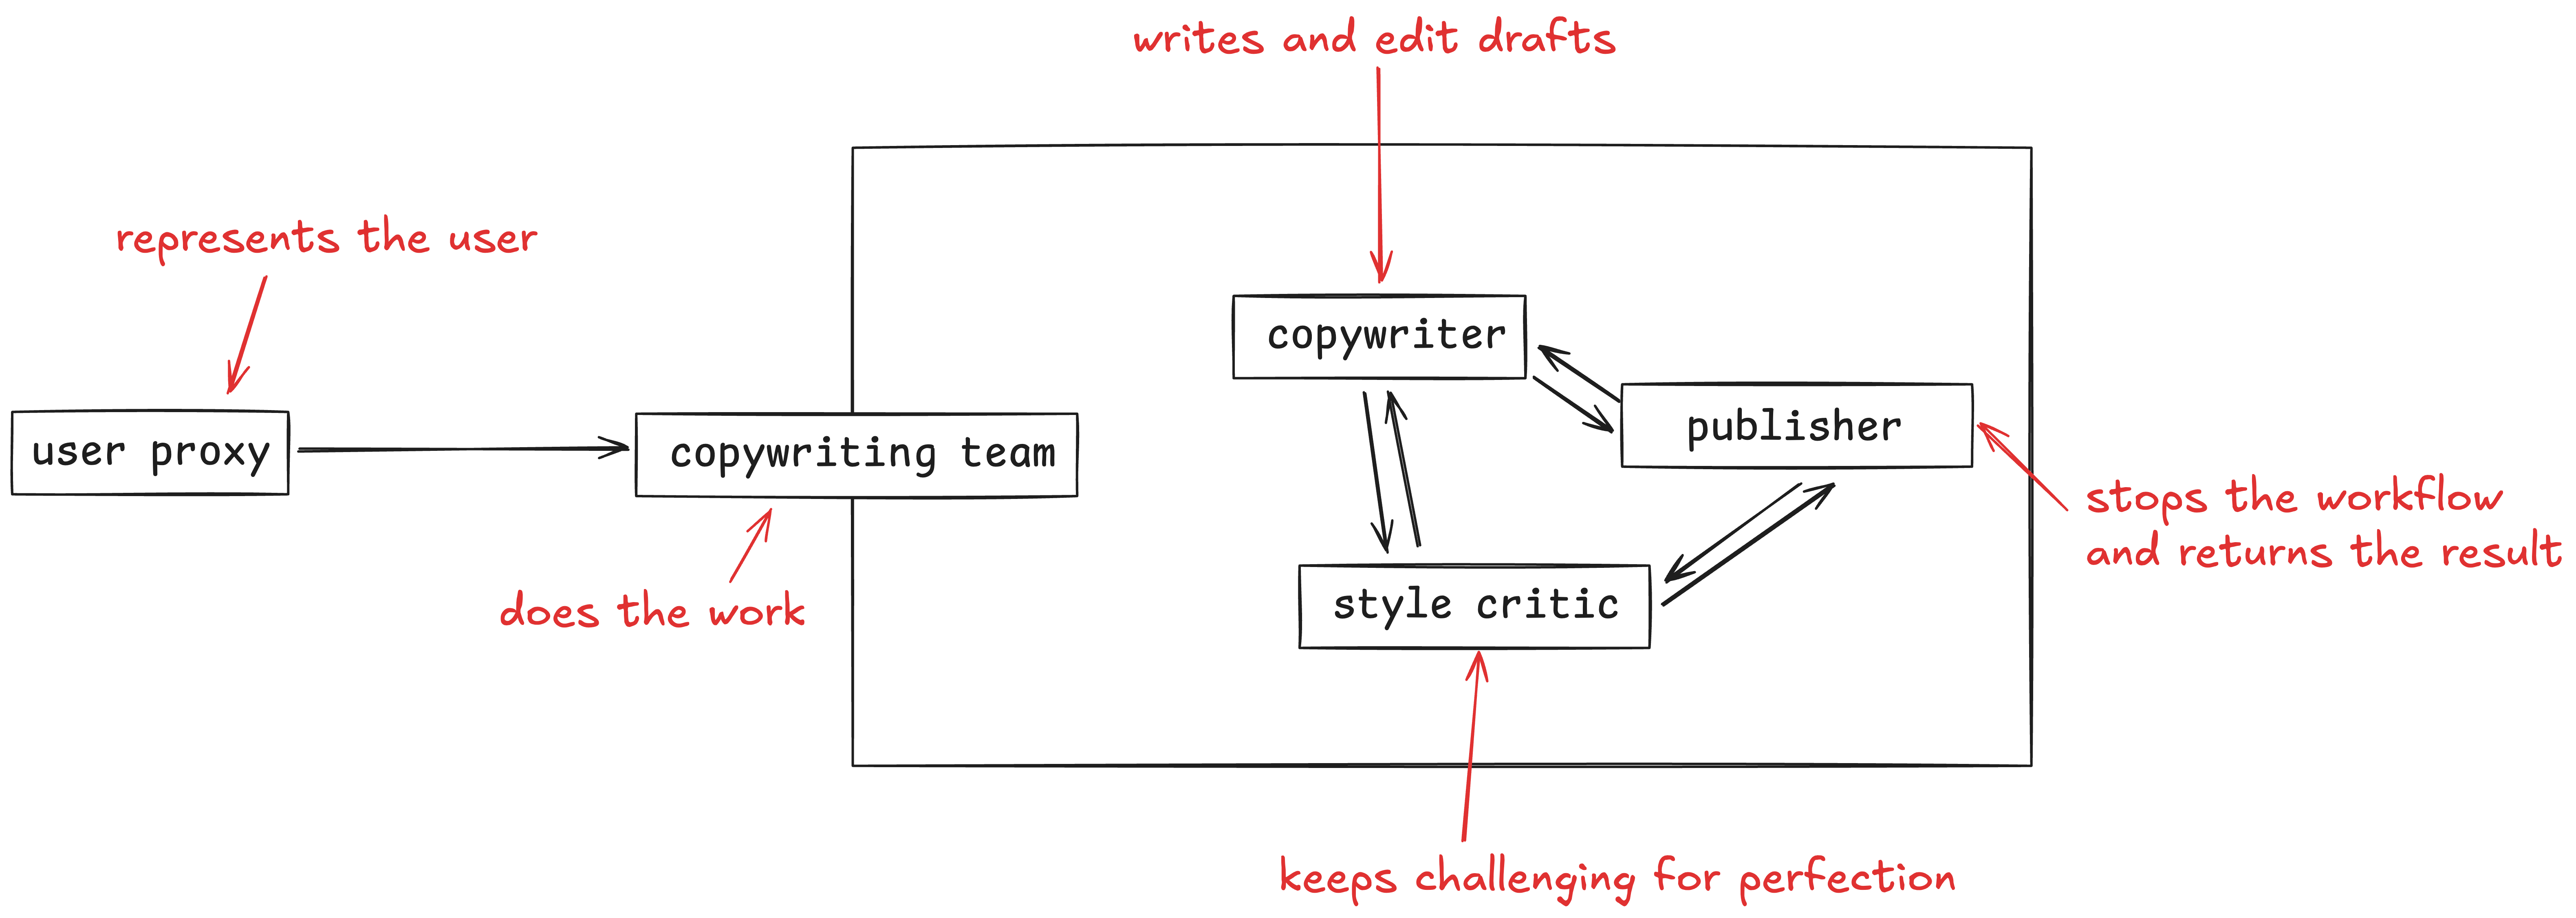 writes and edit drafts
represents the user
copywriter
publisher
user proxy
copywriting team
stops the workflow
and returns the result
does the work
style critic
keeps challenging for perfection